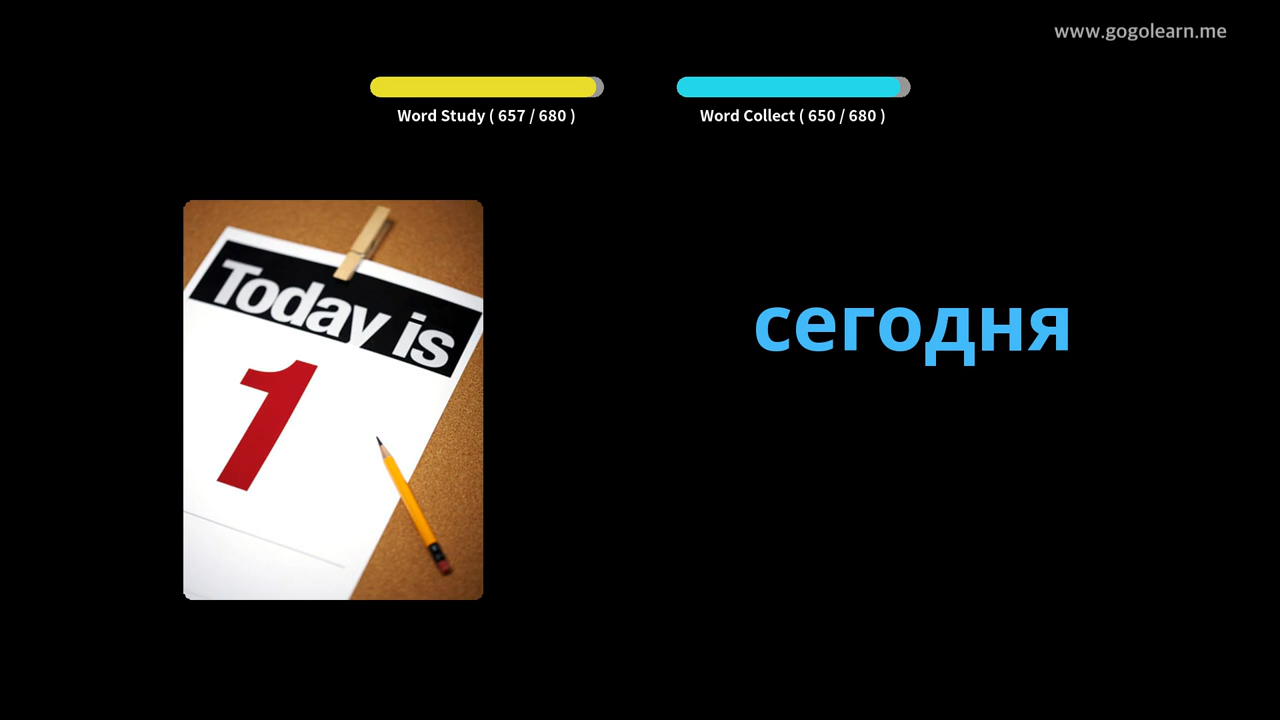 www.gogolearn.me
Word Study ( 657 / 680 )
Word Collect ( 650 / 680 )
Today is
1
сегодня